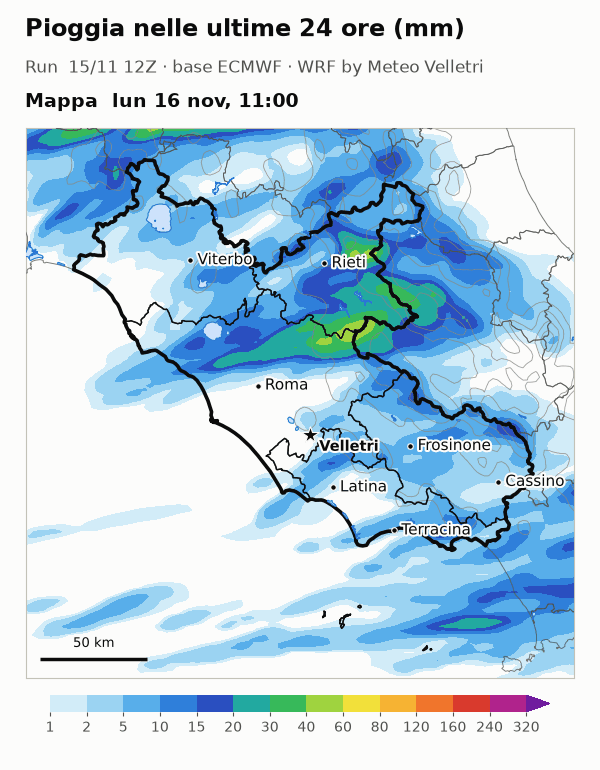 Pioggia nelle ultime 24 ore (mm)
Run  15/11 12Z · base ECMWF · WRF by Meteo Velletri
Mappa  lun 16 nov, 11:00
Viterbo
Rieti
Roma
Velletri
Frosinone
Cassino
Latina
Terracina
50 km
1 2 5 10 15 20 30 40 60 80 120 160 240 320